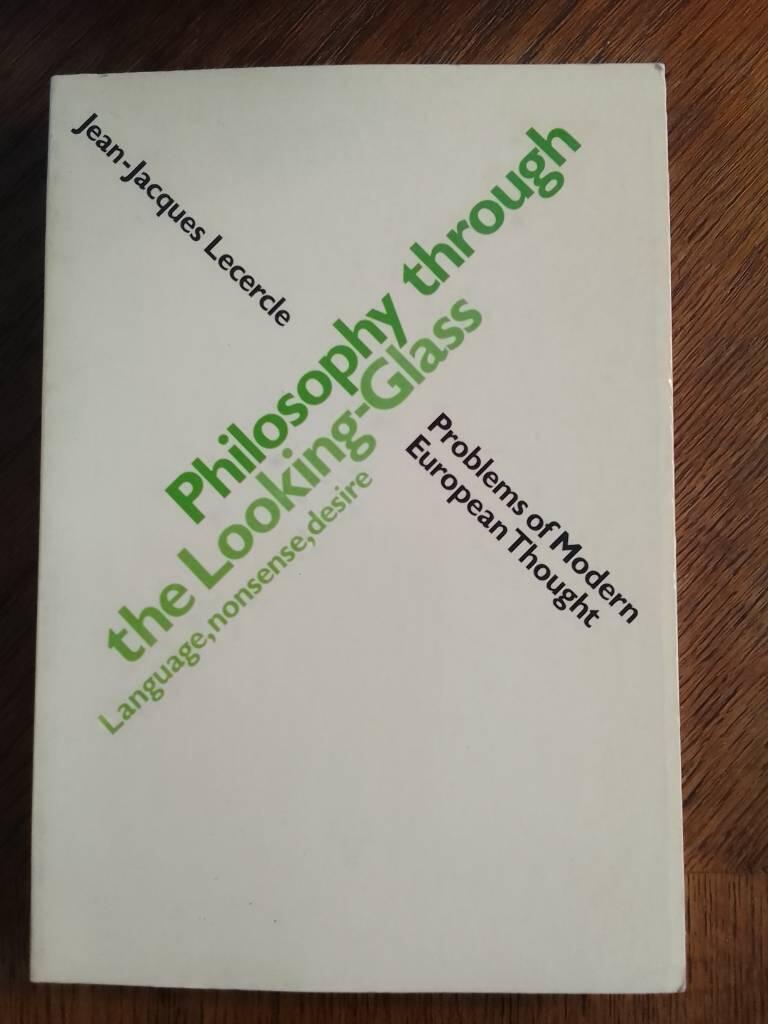 Jean-Jacques Lecercle
Philosophy through
the Looking-Glass
Language, nonsense, desire
Problems of Modern
European Thought